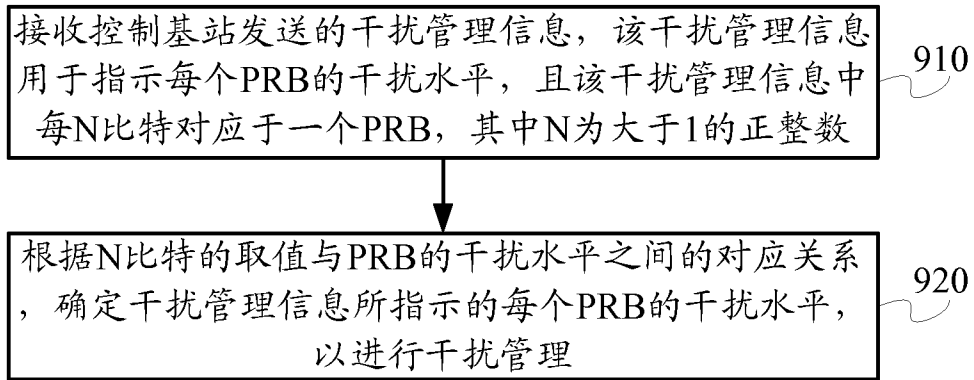 接收控制基站发送的干扰管理信息，该干扰管理信息
用于指示每个PRB的干扰水平，且该干扰管理信息中
每N比特对应于一个PRB，其中N为大于1的正整数
910
根据N比特的取值与PRB的干扰水平之间的对应关系
，确定干扰管理信息所指示的每个PRB的干扰水平，
以进行干扰管理
920